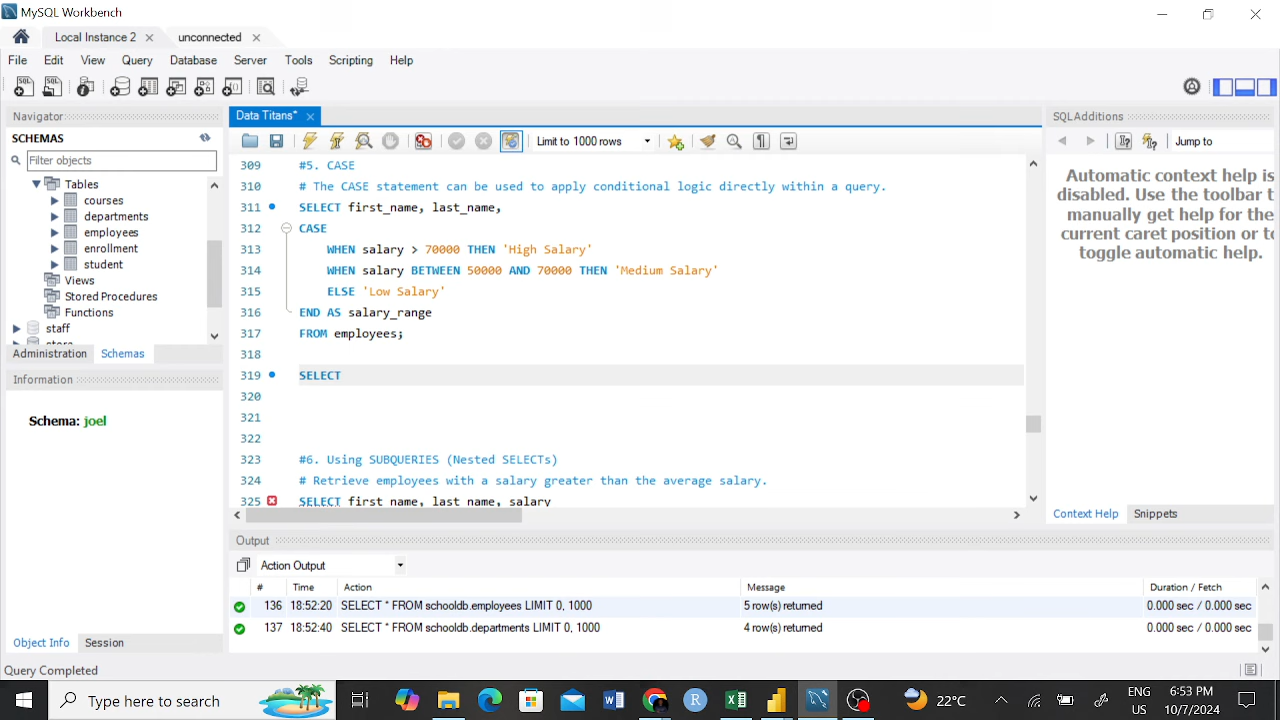 MySQL Workbench
Local Instance 2
unconnected
File Edit View Query Database Server Tools Scripting Help
Navigator
SCHEMAS
Filter objects
Tables
courses
departments
employees
enrollment
student
Views
Stored Procedures
Functions
staff
Administration Schemas
Information
Schema: joel
Object Info Session
Data Titans*
Limit to 1000 rows
309 #5. CASE
310 # The CASE statement can be used to apply conditional logic directly within a query.
311 SELECT first_name, last_name,
312 CASE
313 WHEN salary > 70000 THEN 'High Salary'
314 WHEN salary BETWEEN 50000 AND 70000 THEN 'Medium Salary'
315 ELSE 'Low Salary'
316 END AS salary_range
317 FROM employees;
318
319 SELECT
320
321
322
323 #6. Using SUBQUERIES (Nested SELECTs)
324 # Retrieve employees with a salary greater than the average salary.
325 SELECT first_name, last_name, salary
SQLAdditions
Jump to
Automatic context help is
disabled. Use the toolbar t
manually get help for the
current caret position or to
toggle automatic help.
Context Help Snippets
Output
Action Output
# Time Action Message Duration / Fetch
136 18:52:20 SELECT * FROM schooldb.employees LIMIT 0, 1000 5 row(s) returned 0.000 sec / 0.000 sec
137 18:52:40 SELECT * FROM schooldb.departments LIMIT 0, 1000 4 row(s) returned 0.000 sec / 0.000 sec
Query Completed
Type here to search
22°C
ENG
US
6:33 PM
10/7/2024